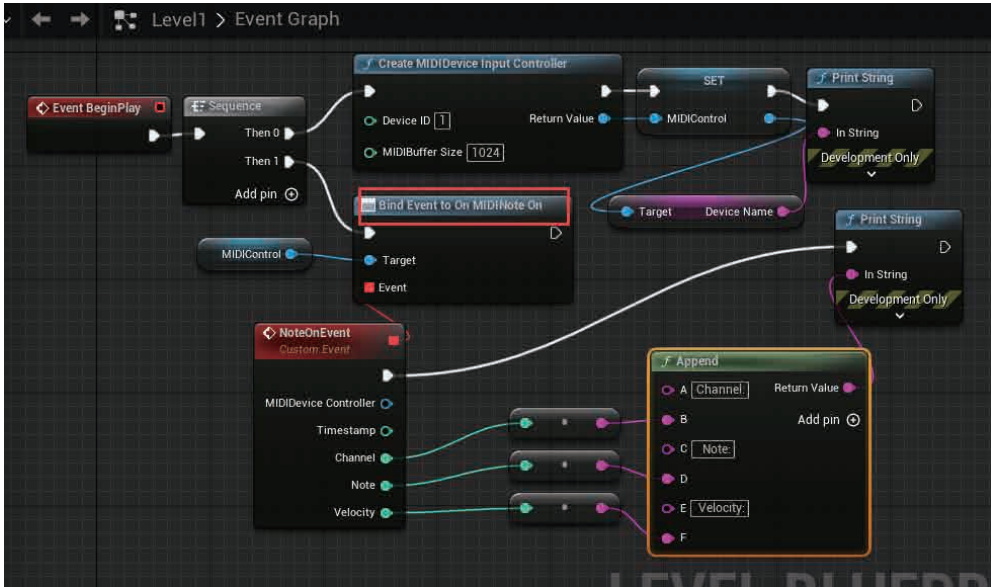 Level1 > Event Graph
Create MIDIDevice Input Controller
Device ID 1
Return Value
MIDIBuffer Size 1024
SET
MIDIControl
Print String
In String
Development Only
Event BeginPlay
Sequence
Then 0
Then 1
Add pin
Bind Event to On MIDINote On
Target
Event
Target Device Name
MIDIControl
Print String
In String
Development Only
NoteOnEvent
Custom Event
MIDIDevice Controller
Timestamp
Channel
Note
Velocity
Append
A Channel:
Return Value
B
Add pin
C Note:
D
E Velocity:
F
LEVEL BLUEPR